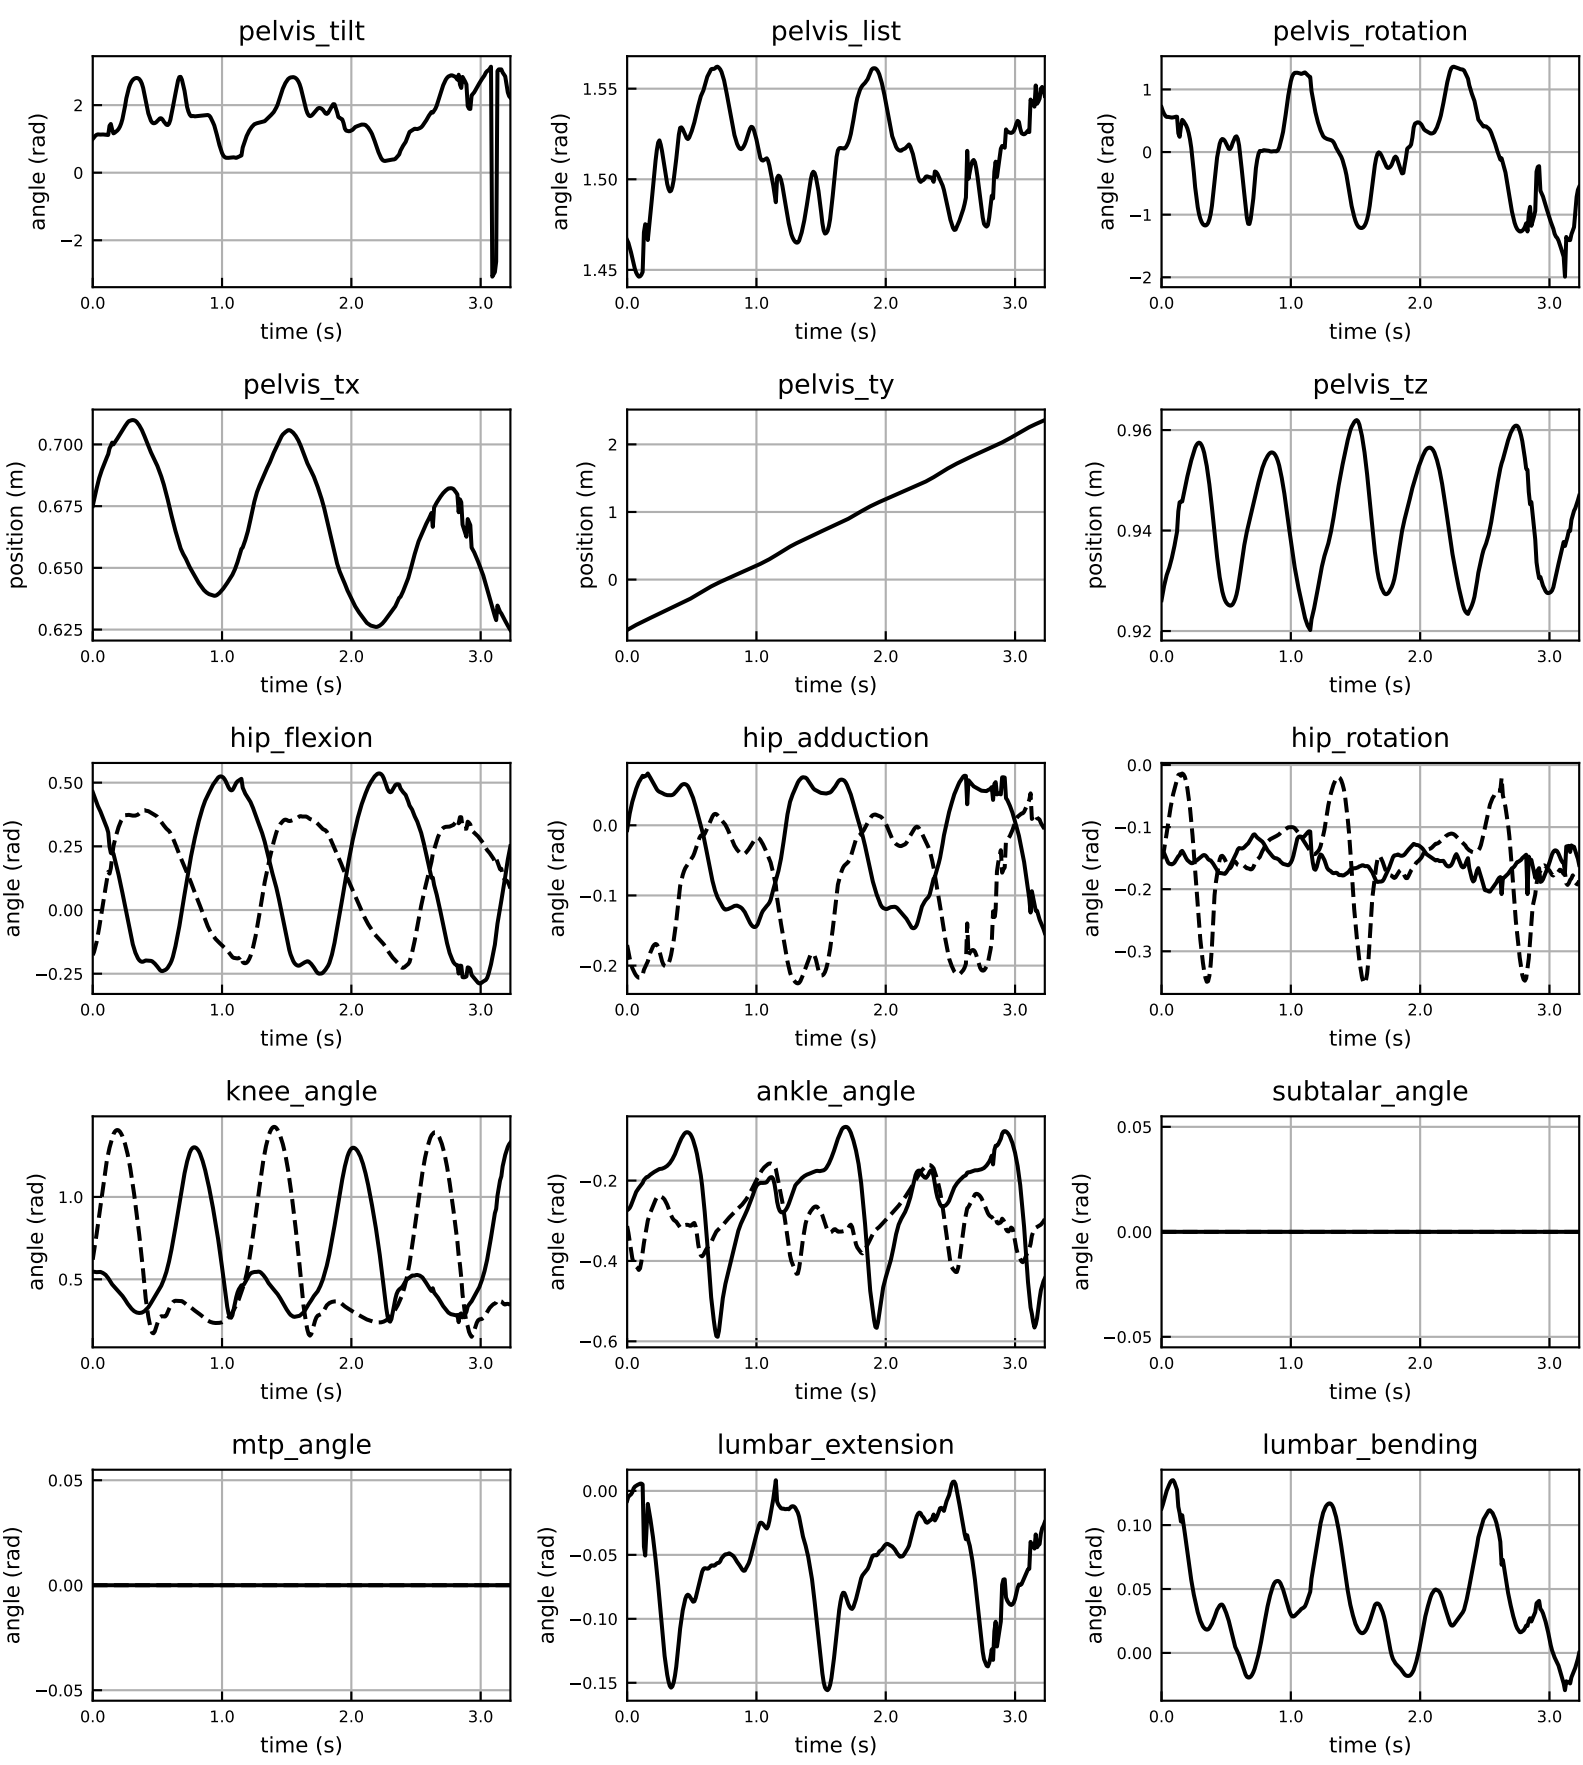 pelvis_tilt
angle (rad)
2
0
−2
0.0 1.0 2.0 3.0
time (s)
pelvis_list
angle (rad)
1.55
1.50
1.45
0.0 1.0 2.0 3.0
time (s)
pelvis_rotation
angle (rad)
1
0
−1
−2
0.0 1.0 2.0 3.0
time (s)
pelvis_tx
position (m)
0.700
0.675
0.650
0.625
0.0 1.0 2.0 3.0
time (s)
pelvis_ty
position (m)
2
1
0
0.0 1.0 2.0 3.0
time (s)
pelvis_tz
position (m)
0.96
0.94
0.92
0.0 1.0 2.0 3.0
time (s)
hip_flexion
angle (rad)
0.50
0.25
0.00
−0.25
0.0 1.0 2.0 3.0
time (s)
hip_adduction
angle (rad)
0.0
−0.1
−0.2
0.0 1.0 2.0 3.0
time (s)
hip_rotation
angle (rad)
0.0
−0.1
−0.2
−0.3
0.0 1.0 2.0 3.0
time (s)
knee_angle
angle (rad)
1.0
0.5
0.0 1.0 2.0 3.0
time (s)
ankle_angle
angle (rad)
−0.2
−0.4
−0.6
0.0 1.0 2.0 3.0
time (s)
subtalar_angle
angle (rad)
0.05
0.00
−0.05
0.0 1.0 2.0 3.0
time (s)
mtp_angle
angle (rad)
0.05
0.00
−0.05
0.0 1.0 2.0 3.0
time (s)
lumbar_extension
angle (rad)
0.00
−0.05
−0.10
−0.15
0.0 1.0 2.0 3.0
time (s)
lumbar_bending
angle (rad)
0.10
0.05
0.00
0.0 1.0 2.0 3.0
time (s)